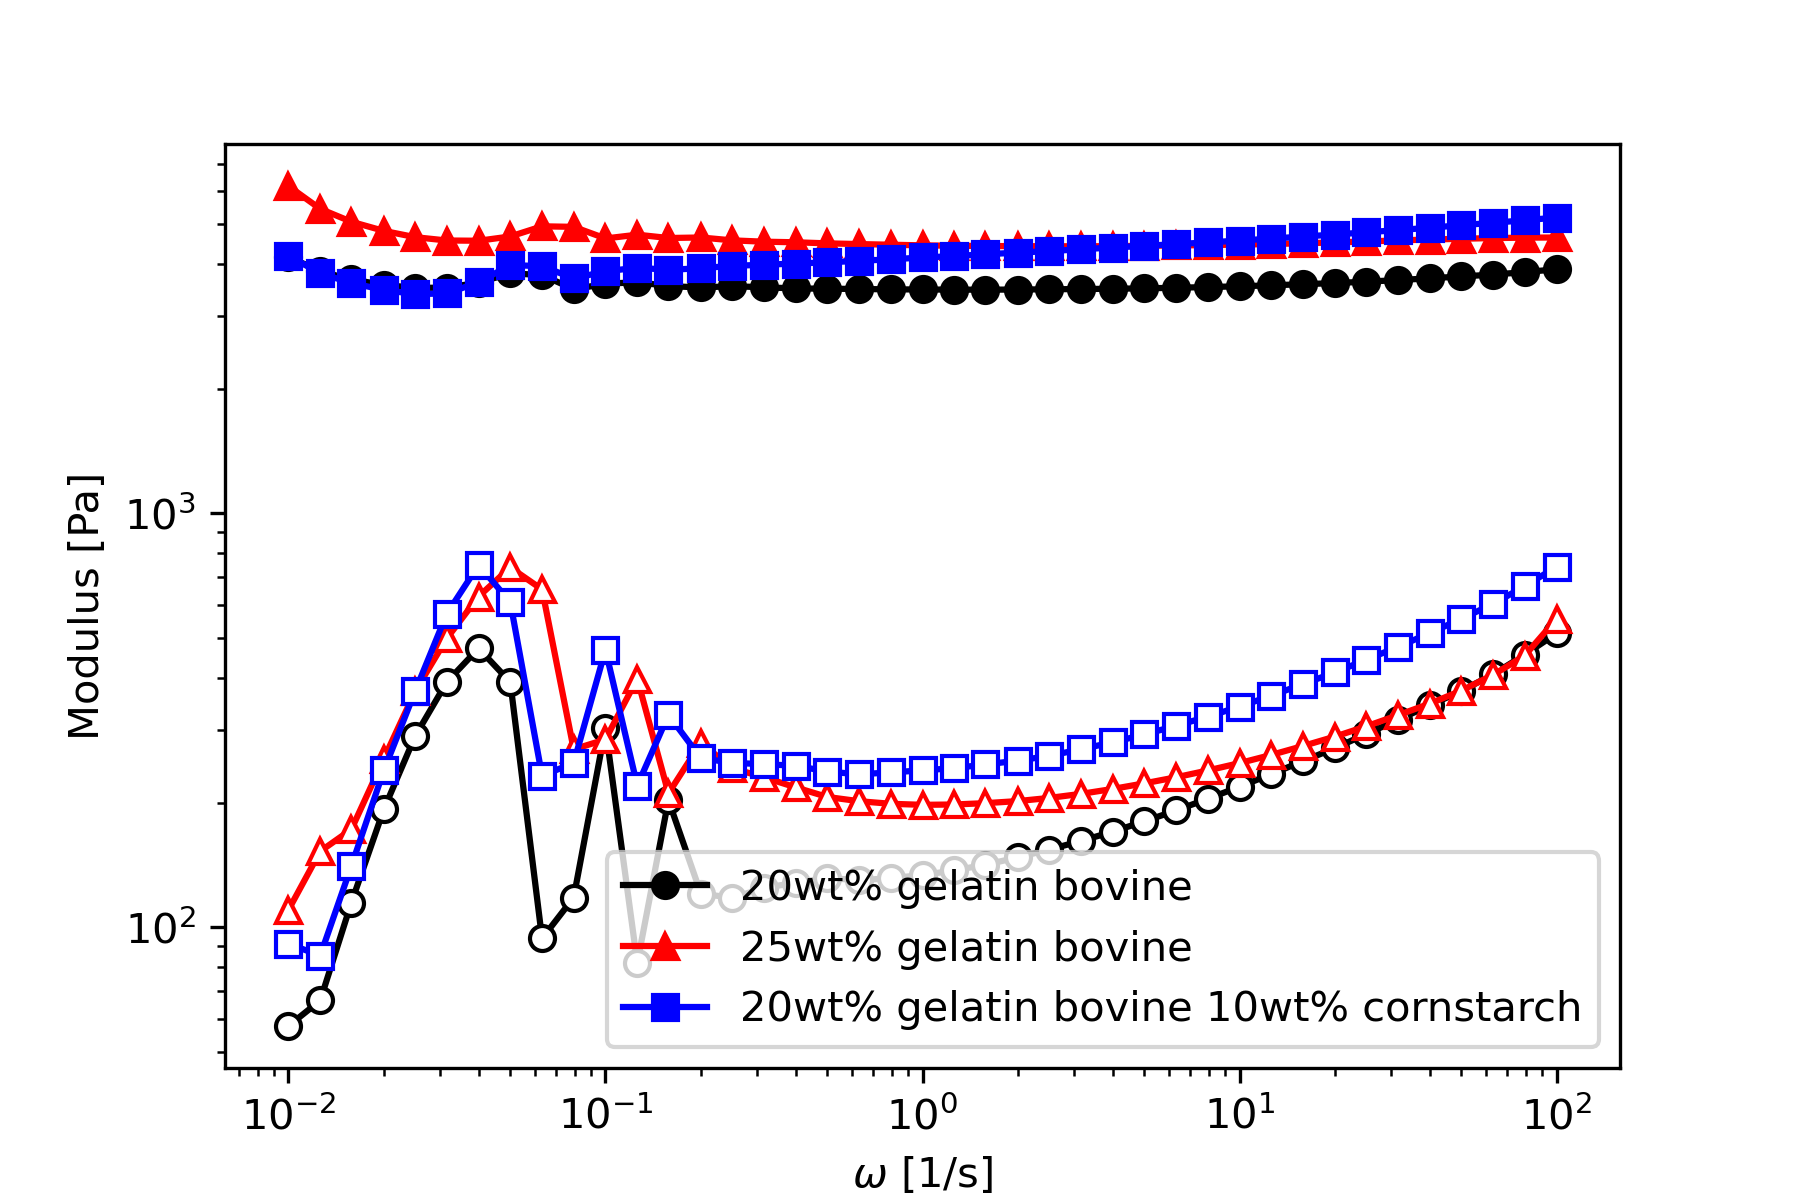 Modulus [Pa]
10³
10²
20wt% gelatin bovine
25wt% gelatin bovine
20wt% gelatin bovine 10wt% cornstarch
10⁻² 10⁻¹ 10⁰ 10¹ 10²
ω [1/s]